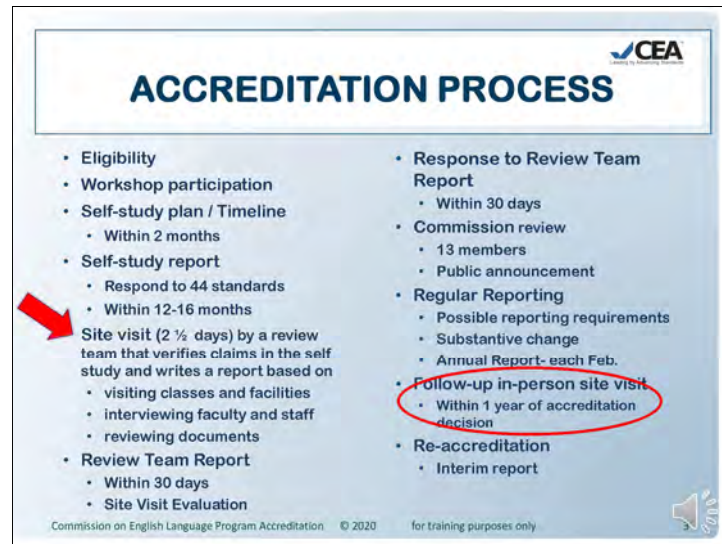 CEA
Leading by Advancing Standards
ACCREDITATION PROCESS
• Eligibility
• Workshop participation
• Self-study plan / Timeline
• Within 2 months
• Self-study report
• Respond to 44 standards
• Within 12-16 months
Site visit (2 ½ days) by a review
team that verifies claims in the self
study and writes a report based on
• visiting classes and facilities
• interviewing faculty and staff
• reviewing documents
• Review Team Report
• Within 30 days
• Site Visit Evaluation
• Response to Review Team
Report
• Within 30 days
• Commission review
• 13 members
• Public announcement
• Regular Reporting
• Possible reporting requirements
• Substantive change
• Annual Report- each Feb.
• Follow-up in-person site visit
• Within 1 year of accreditation
decision
• Re-accreditation
• Interim report
Commission on English Language Program Accreditation © 2020 for training purposes only